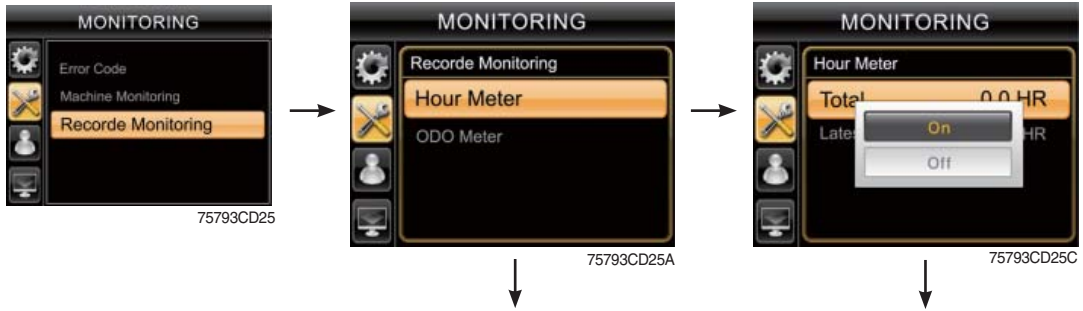 MONITORING
Error Code
Machine Monitoring
Recorde Monitoring
75793CD25
MONITORING
Recorde Monitoring
Hour Meter
ODO Meter
75793CD25A
MONITORING
Hour Meter
Total 0.0 HR
HR
On
Off
75793CD25C